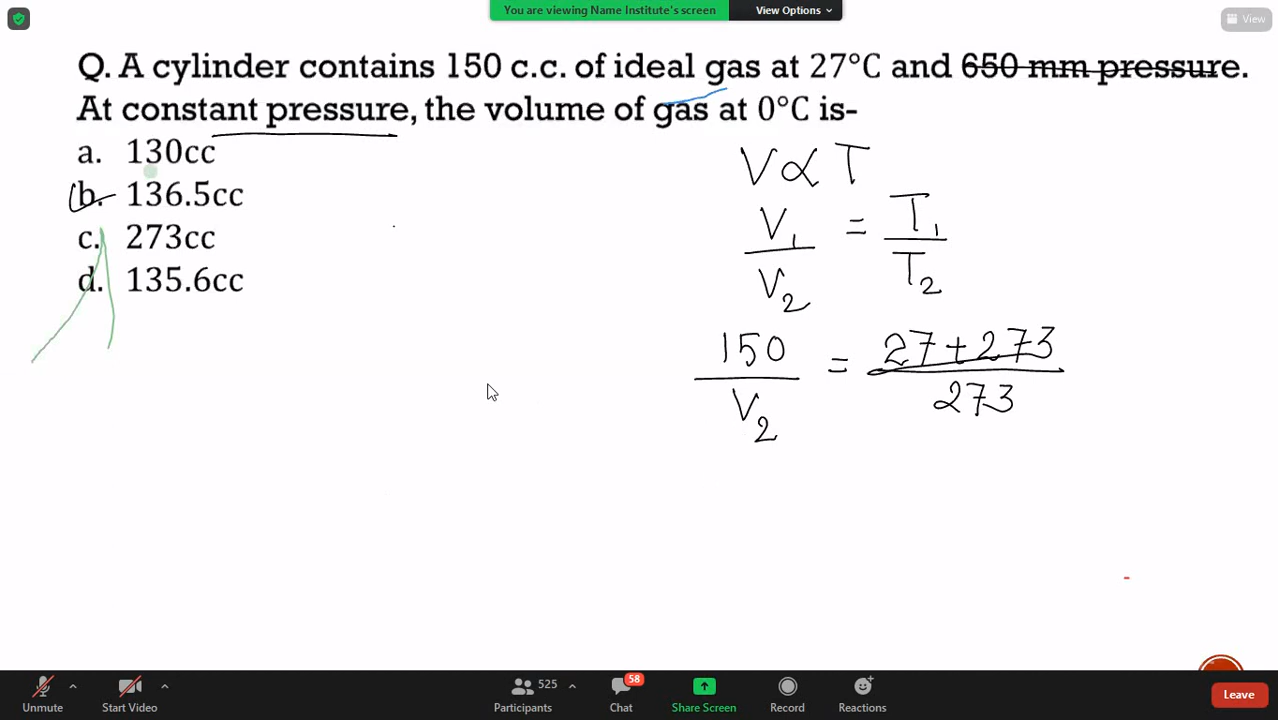 You are viewing Name Institute's screen View Options
View
Q. A cylinder contains 150 c.c. of ideal gas at 27°C and 650 mm pressure.
At constant pressure, the volume of gas at 0°C is-
a. 130cc
b. 136.5cc
c. 273cc
d. 135.6cc
V∝T
V₁/V₂ = T₁/T₂
150/V₂ = 27+273/273
Unmute Start Video 525 Participants 58 Chat Share Screen Record Reactions Leave